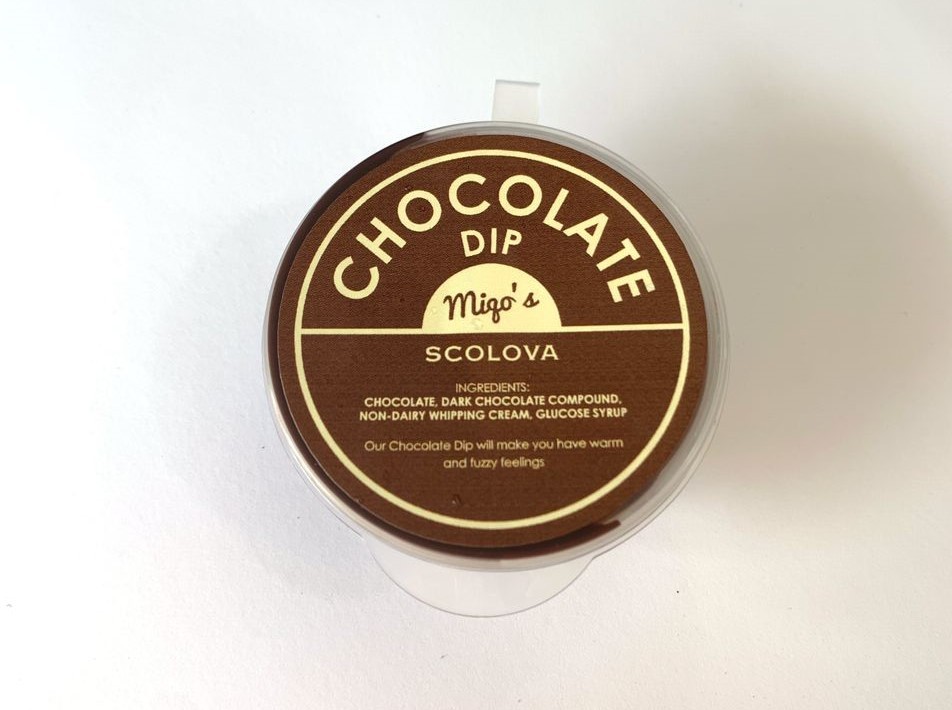 CHOCOLATE
DIP
Miqo's
SCOLOVA
INGREDIENTS:
CHOCOLATE, DARK CHOCOLATE COMPOUND,
NON-DAIRY WHIPPING CREAM, GLUCOSE SYRUP
Our Chocolate Dip will make you have warm
and fuzzy feelings